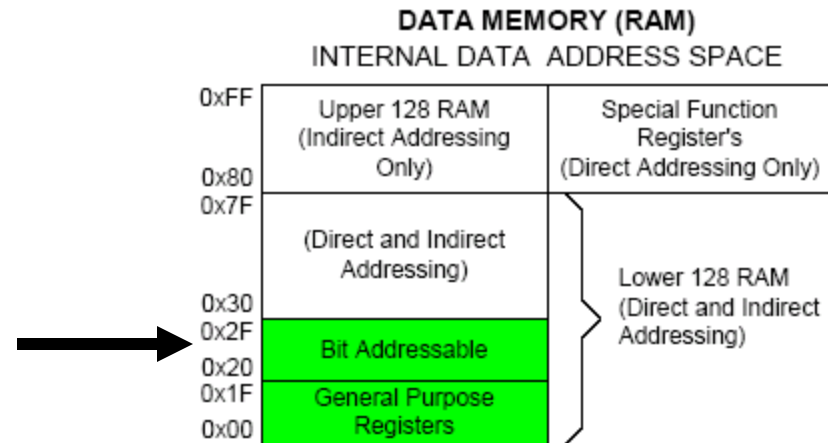 DATA MEMORY (RAM)
INTERNAL DATA ADDRESS SPACE
0xFF
Upper 128 RAM
(Indirect Addressing
Only)
0x80
Special Function
Register's
(Direct Addressing Only)
0x7F
(Direct and Indirect
Addressing)
0x30
Lower 128 RAM
(Direct and Indirect
Addressing)
0x2F
Bit Addressable
0x20
0x1F
General Purpose
Registers
0x00